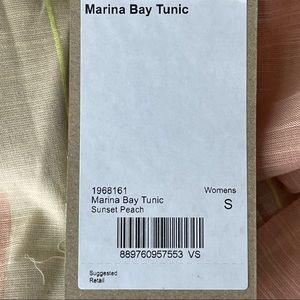 Marina Bay Tunic
1968161 Womens
Marina Bay Tunic S
Sunset Peach
889760957553 VS
Suggested
Retail